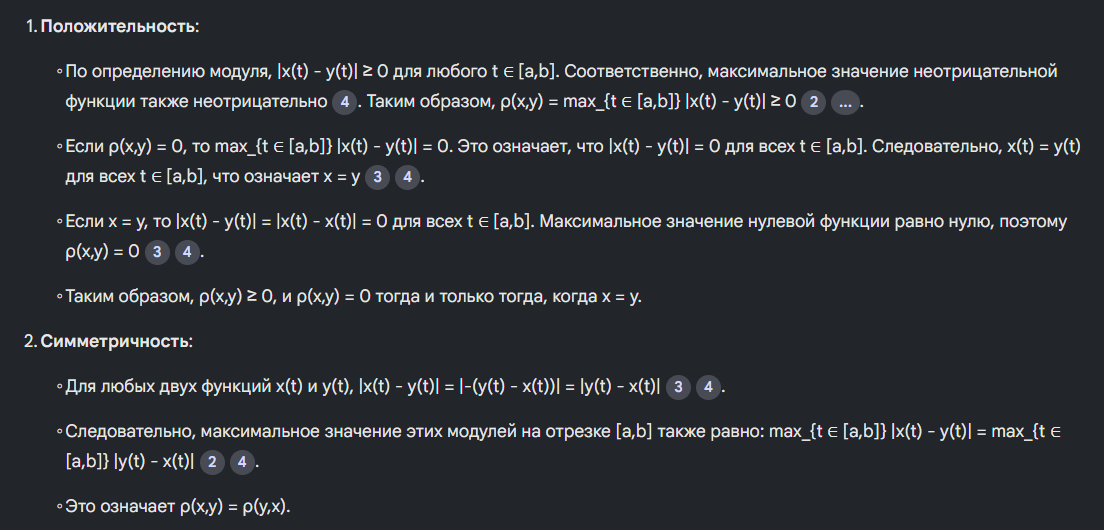 1. Положительность:
◦ По определению модуля, |x(t) - y(t)| ≥ 0 для любого t ∈ [a,b]. Соответственно, максимальное значение неотрицательной
функции также неотрицательно 4 . Таким образом, ρ(x,y) = max_{t ∈ [a,b]} |x(t) - y(t)| ≥ 0 2 ... .
◦ Если ρ(x,y) = 0, то max_{t ∈ [a,b]} |x(t) - y(t)| = 0. Это означает, что |x(t) - y(t)| = 0 для всех t ∈ [a,b]. Следовательно, x(t) = y(t)
для всех t ∈ [a,b], что означает x = y 3 4 .
◦ Если x = y, то |x(t) - y(t)| = |x(t) - x(t)| = 0 для всех t ∈ [a,b]. Максимальное значение нулевой функции равно нулю, поэтому
ρ(x,y) = 0 3 4 .
◦ Таким образом, ρ(x,y) ≥ 0, и ρ(x,y) = 0 тогда и только тогда, когда x = y.
2. Симметричность:
◦ Для любых двух функций x(t) и y(t), |x(t) - y(t)| = |-(y(t) - x(t))| = |y(t) - x(t)| 3 4 .
◦ Следовательно, максимальное значение этих модулей на отрезке [a,b] также равно: max_{t ∈ [a,b]} |x(t) - y(t)| = max_{t ∈
[a,b]} |y(t) - x(t)| 2 4 .
◦ Это означает ρ(x,y) = ρ(y,x).